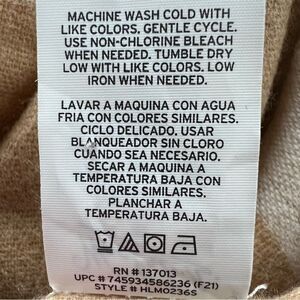 MACHINE WASH COLD WITH
LIKE COLORS. GENTLE CYCLE.
USE NON-CHLORINE BLEACH
WHEN NEEDED. TUMBLE DRY
LOW WITH LIKE COLORS. LOW
IRON WHEN NEEDED.
LAVAR A MAQUINA CON AGUA
FRIA CON COLORES SIMILARES.
CICLO DELICADO. USAR
BLANQUEADOR SIN CLORO
CUANDO SEA NECESARIO.
SECAR A MAQUINA A
TEMPERATURA BAJA CON
COLORES SIMILARES.
PLANCHAR A
TEMPERATURA BAJA.
RN # 137013
UPC # 745934586236 (F21)
STYLE # HLM0236S